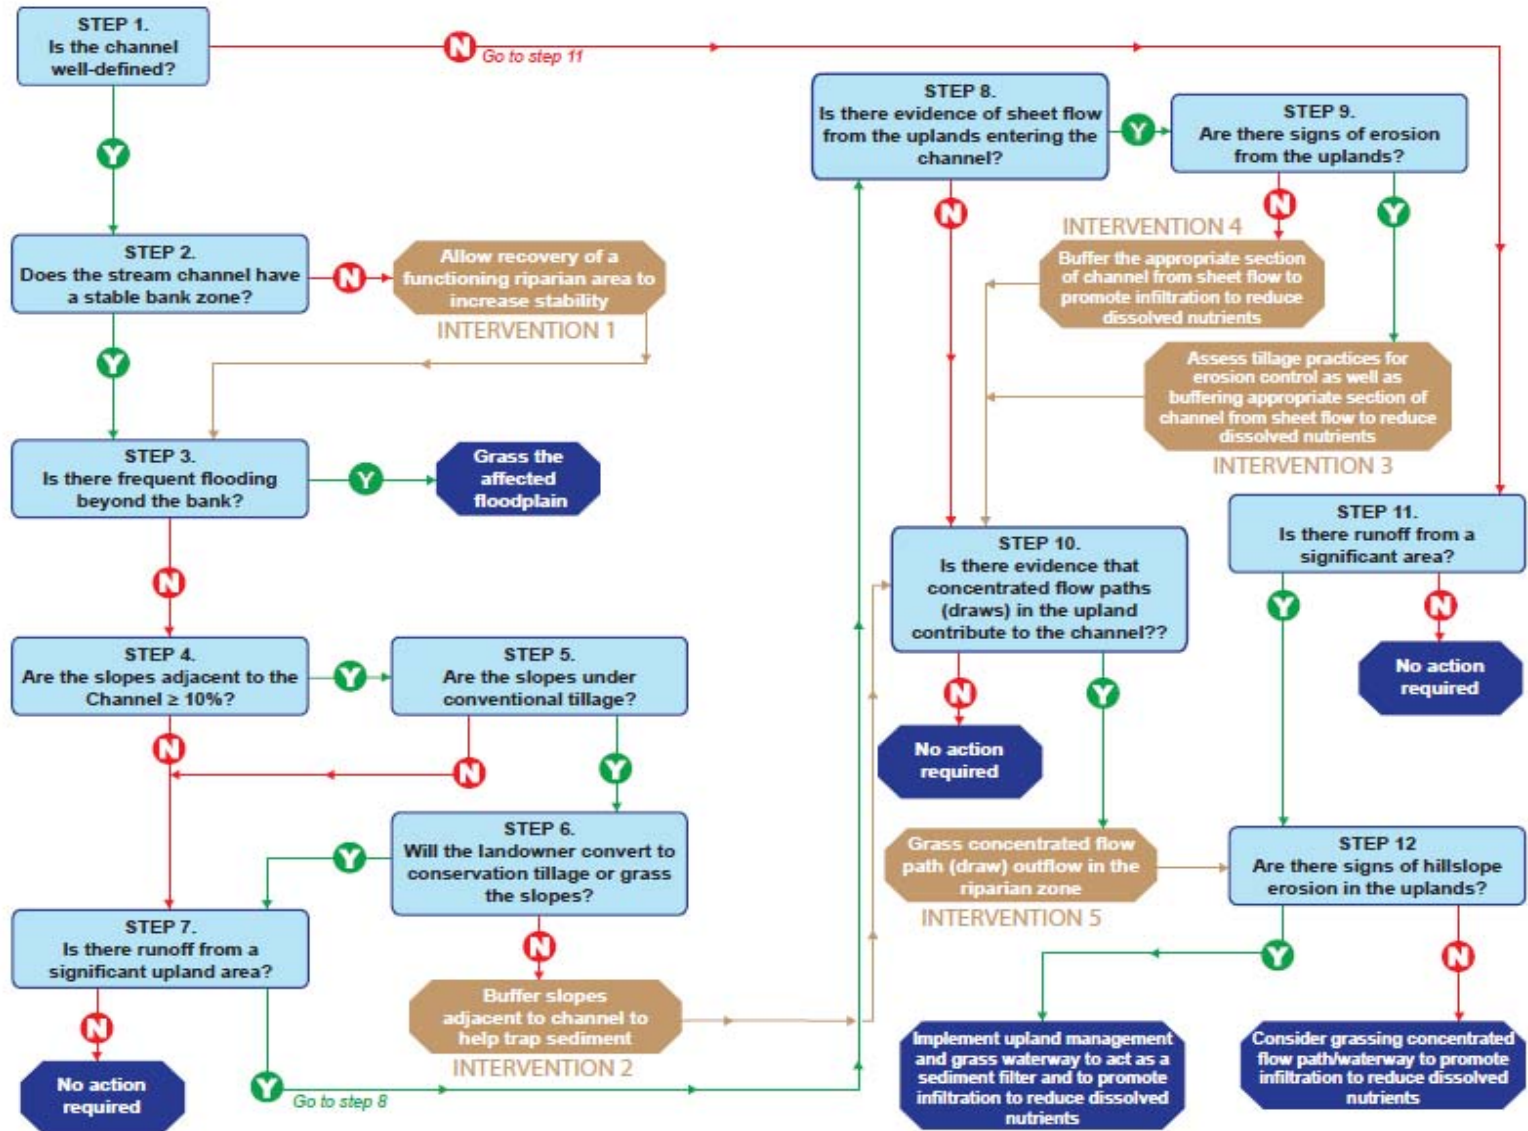 STEP 1.
Is the channel
well-defined?
N
Go to step 11
Y
STEP 2.
Does the stream channel have
a stable bank zone?
N
Allow recovery of a
functioning riparian area to
increase stability
INTERVENTION 1
Y
STEP 3.
Is there frequent flooding
beyond the bank?
Y
Grass the
affected
floodplain
N
STEP 4.
Are the slopes adjacent to the
Channel ≥ 10%?
Y
STEP 5.
Are the slopes under
conventional tillage?
N
N
Y
STEP 6.
Will the landowner convert to
conservation tillage or grass
the slopes?
Y
N
Buffer slopes
adjacent to channel to
help trap sediment
INTERVENTION 2
STEP 7.
Is there runoff from a
significant upland area?
N
No action
required
Y
Go to step 8
STEP 8.
Is there evidence of sheet flow
from the uplands entering the
channel?
Y
STEP 9.
Are there signs of erosion
from the uplands?
N
N
Y
INTERVENTION 4
Buffer the appropriate section
of channel from sheet flow to
promote infiltration to reduce
dissolved nutrients
Assess tillage practices for
erosion control as well as
buffering appropriate section of
channel from sheet flow to reduce
dissolved nutrients
INTERVENTION 3
STEP 10.
Is there evidence that
concentrated flow paths
(draws) in the upland
contribute to the channel??
N
No action
required
Y
Grass concentrated flow
path (draw) outflow in the
riparian zone
INTERVENTION 5
STEP 11.
Is there runoff from a
significant area?
Y
N
No action
required
STEP 12
Are there signs of hillslope
erosion in the uplands?
Y
N
Implement upland management
and grass waterway to act as a
sediment filter and to promote
infiltration to reduce dissolved
nutrients
Consider grassing concentrated
flow path/waterway to promote
infiltration to reduce dissolved
nutrients